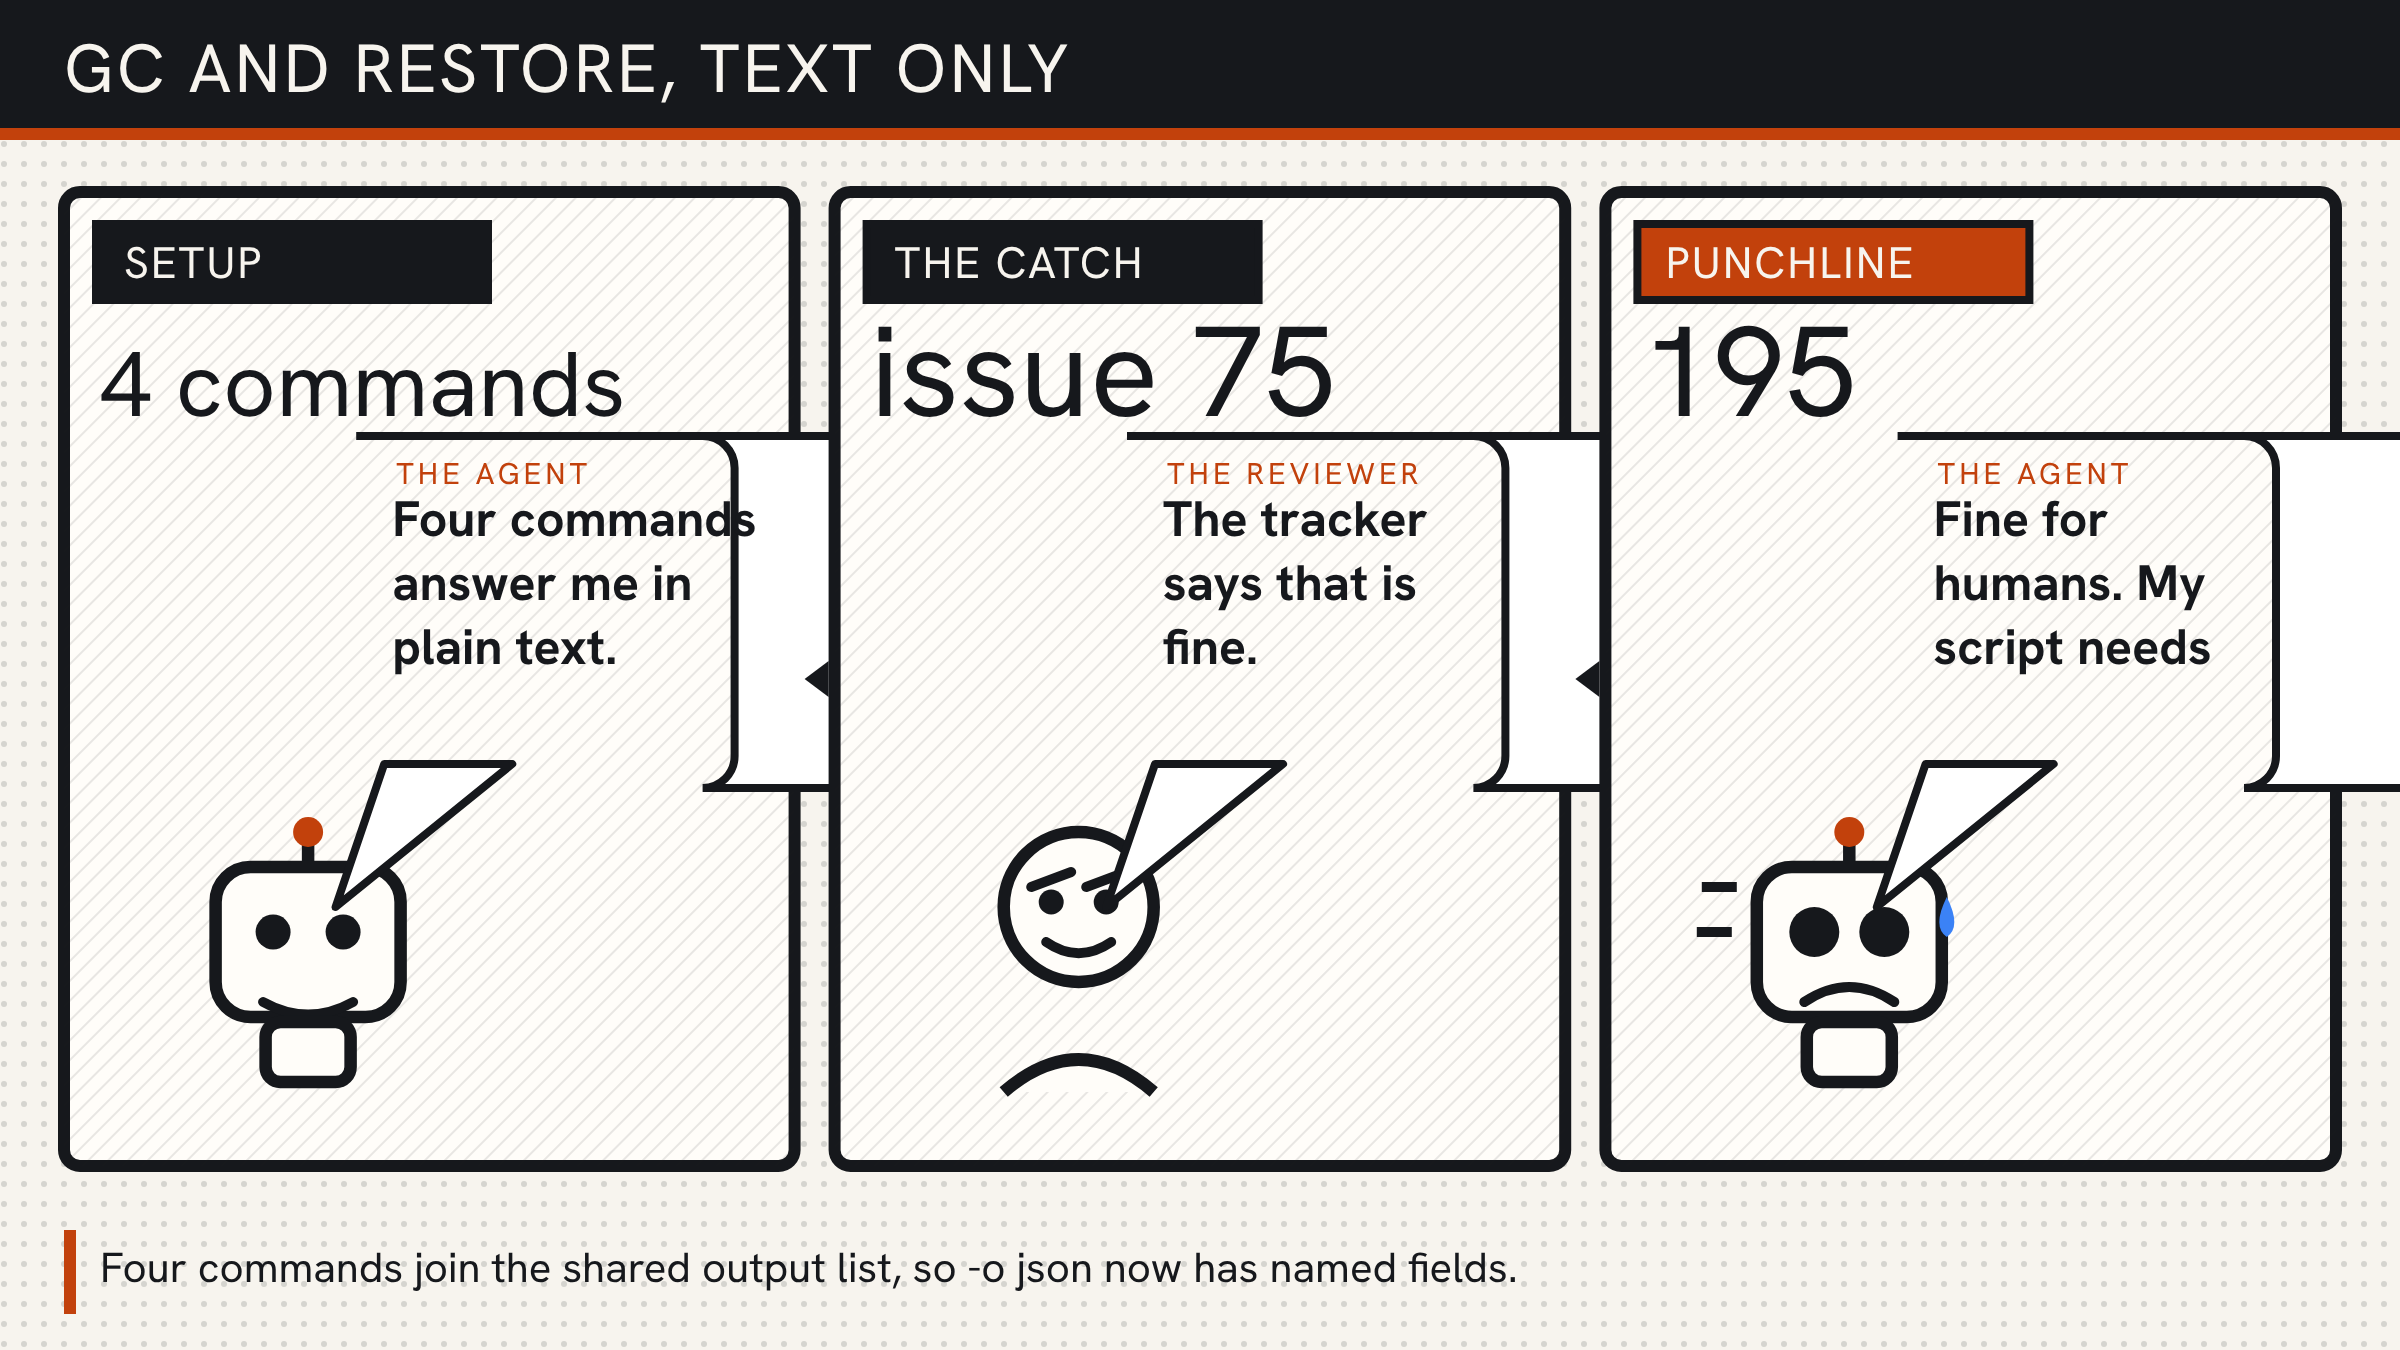 GC AND RESTORE, TEXT ONLY
SETUP
4 commands
THE AGENT
Four commands
answer me in
plain text.
THE CATCH
issue 75
THE REVIEWER
The tracker
says that is
fine.
PUNCHLINE
195
THE AGENT
Fine for
humans. My
script needs
Four commands join the shared output list, so -o json now has named fields.